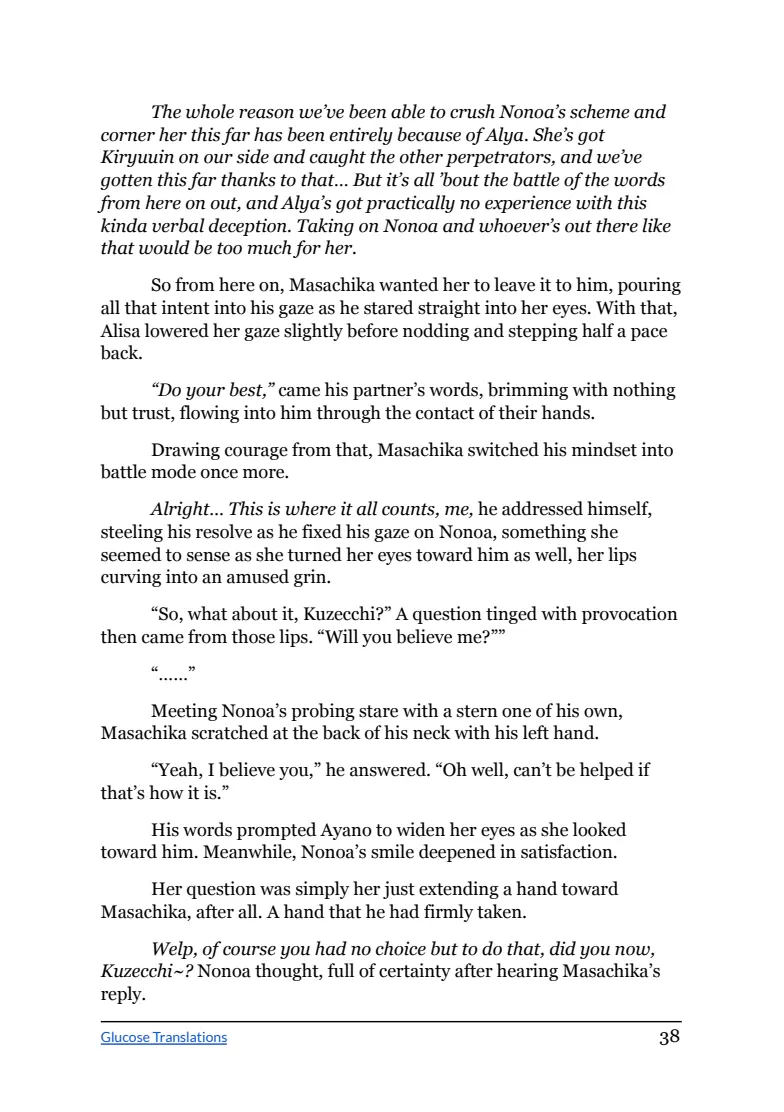 The whole reason we’ve been able to crush Nonoa’s scheme and
corner her this far has been entirely because of Alya. She’s got
Kiryuuin on our side and caught the other perpetrators, and we’ve
gotten this far thanks to that... But it’s all ’bout the battle of the words
from here on out, and Alya’s got practically no experience with this
kinda verbal deception. Taking on Nonoa and whoever’s out there like
that would be too much for her.
So from here on, Masachika wanted her to leave it to him, pouring
all that intent into his gaze as he stared straight into her eyes. With that,
Alisa lowered her gaze slightly before nodding and stepping half a pace
back.
“Do your best,” came his partner’s words, brimming with nothing
but trust, flowing into him through the contact of their hands.
Drawing courage from that, Masachika switched his mindset into
battle mode once more.
Alright... This is where it all counts, me, he addressed himself,
steeling his resolve as he fixed his gaze on Nonoa, something she
seemed to sense as she turned her eyes toward him as well, her lips
curving into an amused grin.
“So, what about it, Kuzecchi?” A question tinged with provocation
then came from those lips. “Will you believe me?””
“......”
Meeting Nonoa’s probing stare with a stern one of his own,
Masachika scratched at the back of his neck with his left hand.
“Yeah, I believe you,” he answered. “Oh well, can’t be helped if
that’s how it is.”
His words prompted Ayano to widen her eyes as she looked
toward him. Meanwhile, Nonoa’s smile deepened in satisfaction.
Her question was simply her just extending a hand toward
Masachika, after all. A hand that he had firmly taken.
Welp, of course you had no choice but to do that, did you now,
Kuzecchi~? Nonoa thought, full of certainty after hearing Masachika’s
reply.
Glucose Translations 38